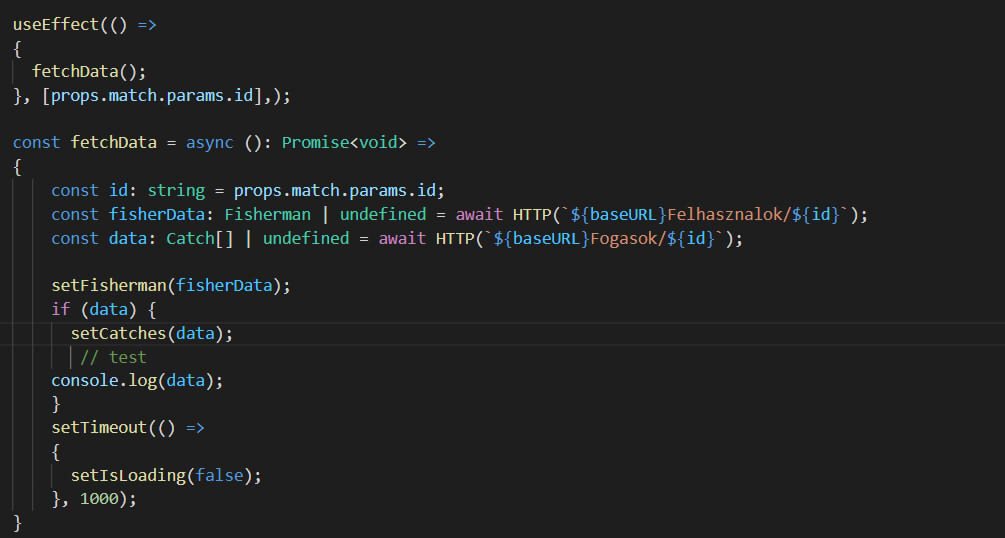 useEffect(() =>
{
  fetchData();
}, [props.match.params.id],);

const fetchData = async (): Promise<void> =>
{
    const id: string = props.match.params.id;
    const fisherData: Fisherman | undefined = await HTTP(`${baseURL}Felhasznalok/${id}`);
    const data: Catch[] | undefined = await HTTP(`${baseURL}Fogasok/${id}`);

    setFisherman(fisherData);
    if (data) {
      setCatches(data);
       // test
    console.log(data);
    }
    setTimeout(() =>
    {
      setIsLoading(false);
    }, 1000);
}